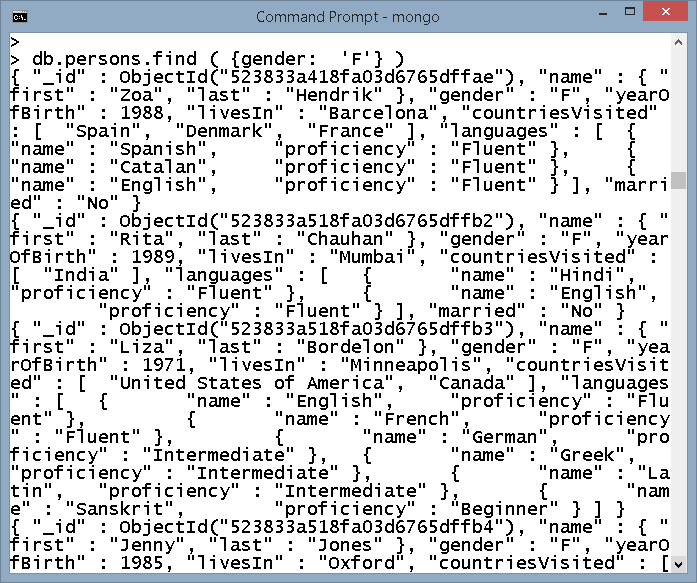 Command Prompt - mongo
>
> db.persons.find ( {gender:  'F'} )
{ "_id" : ObjectId("523833a418fa03d6765dffae"), "name" : { "
first" : "Zoa", "last" : "Hendrik" }, "gender" : "F", "yearO
fBirth" : 1988, "livesIn" : "Barcelona", "countriesVisited"
: [  "Spain",  "Denmark",  "France" ], "languages" : [  {
"name" : "Spanish",     "proficiency" : "Fluent" },     {
"name" : "Catalan",     "proficiency" : "Fluent" },     {
"name" : "English",     "proficiency" : "Fluent" } ], "marri
ed" : "No" }
{ "_id" : ObjectId("523833a518fa03d6765dffb2"), "name" : { "
first" : "Rita", "last" : "Chauhan" }, "gender" : "F", "year
OfBirth" : 1989, "livesIn" : "Mumbai", "countriesVisited" :
[  "India" ], "languages" : [   {       "name" : "Hindi",
"proficiency" : "Fluent" },     {       "name" : "English",
        "proficiency" : "Fluent" } ], "married" : "No" }
{ "_id" : ObjectId("523833a518fa03d6765dffb3"), "name" : { "
first" : "Liza", "last" : "Bordelon" }, "gender" : "F", "yea
rOfBirth" : 1971, "livesIn" : "Minneapolis", "countriesVisit
ed" : [  "United States of America",  "Canada" ], "languages
" : [   {       "name" : "English",     "proficiency" : "Flu
ent" },         {       "name" : "French",      "proficiency
" : "Fluent" },         {       "name" : "German",      "pro
ficiency" : "Intermediate" },   {       "name" : "Greek",
"proficiency" : "Intermediate" },       {       "name" : "La
tin",   "proficiency" : "Intermediate" },       {       "nam
e" : "Sanskrit",        "proficiency" : "Beginner" } ] }
{ "_id" : ObjectId("523833a518fa03d6765dffb4"), "name" : { "
first" : "Jenny", "last" : "Jones" }, "gender" : "F", "yearO
fBirth" : 1985, "livesIn" : "Oxford", "countriesVisited" : [